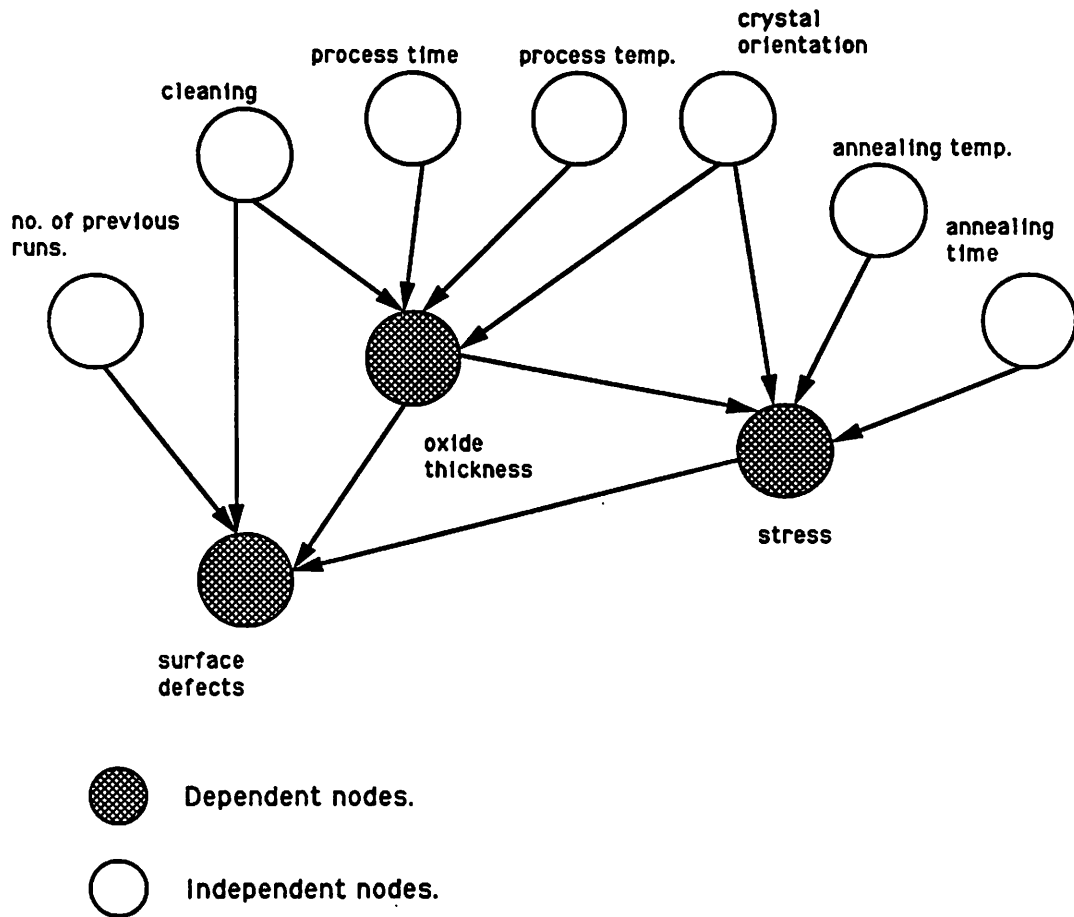 crystal
orientation
process time
process temp.
cleaning
annealing temp.
no. of previous
runs.
annealing
time
oxide
thickness
stress
surface
defects
Dependent nodes.
Independent nodes.